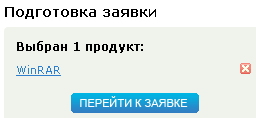 Подготовка заявки
Выбран 1 продукт:
WinRAR
ПЕРЕЙТИ К ЗАЯВКЕ